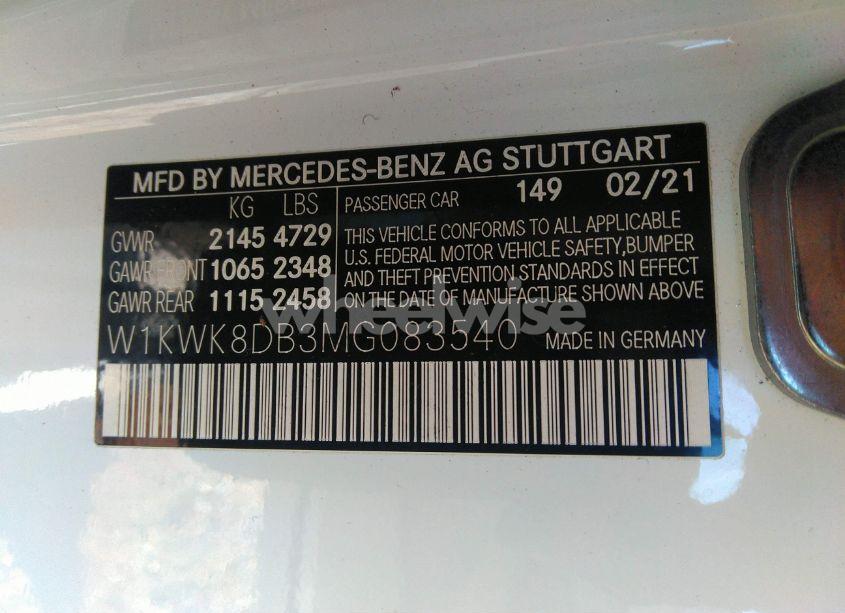 MFD BY MERCEDES-BENZ AG STUTTGART
KG LBS
GVWR 2145 4729
GAWR FRONT 1065 2348
GAWR REAR 1115 2458
PASSENGER CAR 149 02/21
THIS VEHICLE CONFORMS TO ALL APPLICABLE
U.S. FEDERAL MOTOR VEHICLE SAFETY,BUMPER
AND THEFT PREVENTION STANDARDS IN EFFECT
ON THE DATE OF MANUFACTURE SHOWN ABOVE
wheelwise
W1KWK8DB3MG083540 MADE IN GERMANY